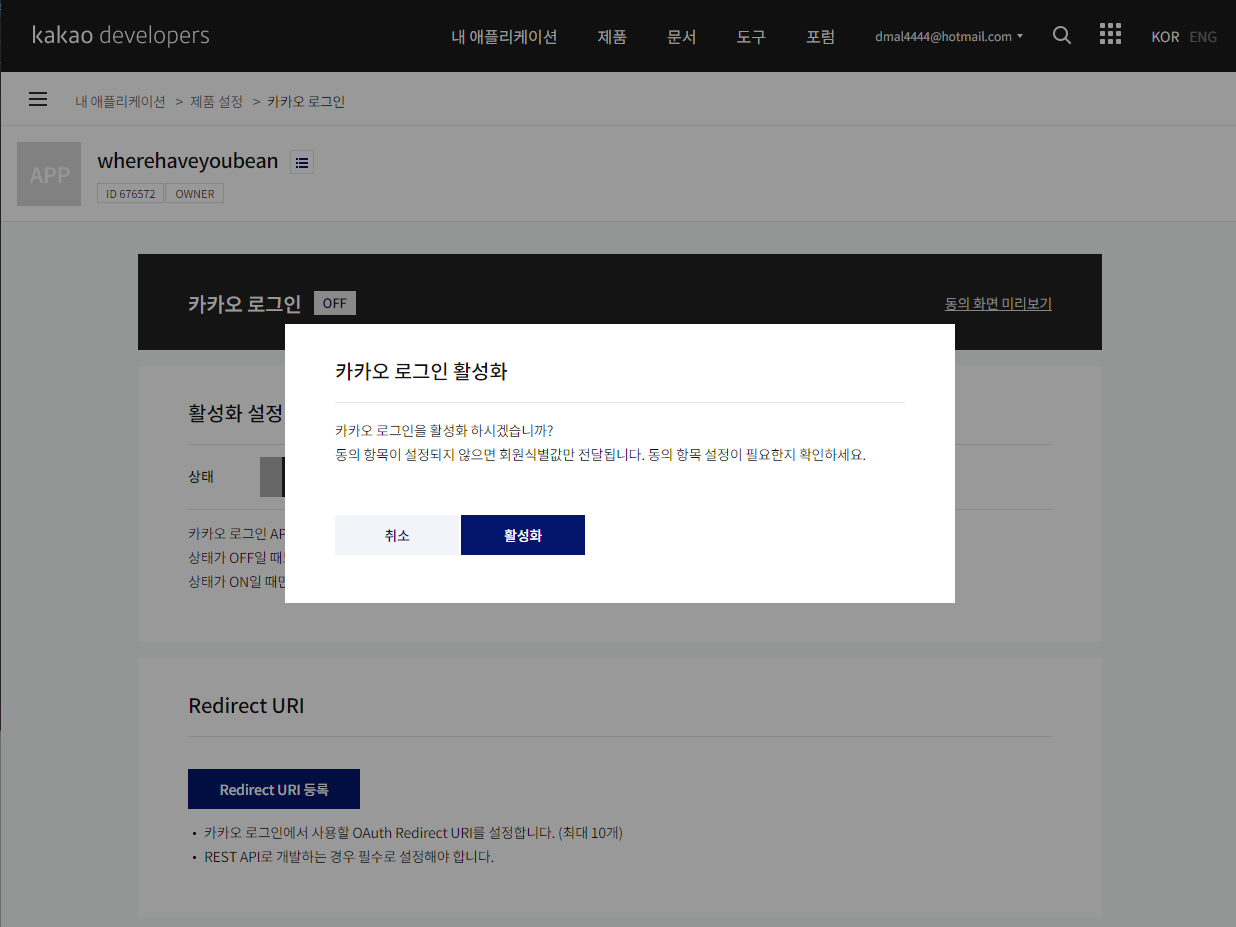 kakao developers
내 애플리케이션 제품 문서 도구 포럼 dmal4444@hotmail.com KOR ENG
내 애플리케이션 > 제품 설정 > 카카오 로그인
APP
wherehaveyoubean
ID 676572 OWNER
카카오 로그인 OFF
동의 화면 미리보기
카카오 로그인 활성화
카카오 로그인을 활성화 하시겠습니까?
동의 항목이 설정되지 않으면 회원식별값만 전달됩니다. 동의 항목 설정이 필요한지 확인하세요.
취소 활성화
활성화 설정
상태
카카오 로그인
상태가 OFF일
상태가 ON일
Redirect URI
Redirect URI 등록
• 카카오 로그인에서 사용할 OAuth Redirect URI를 설정합니다. (최대 10개)
• REST API로 개발하는 경우 필수로 설정해야 합니다.